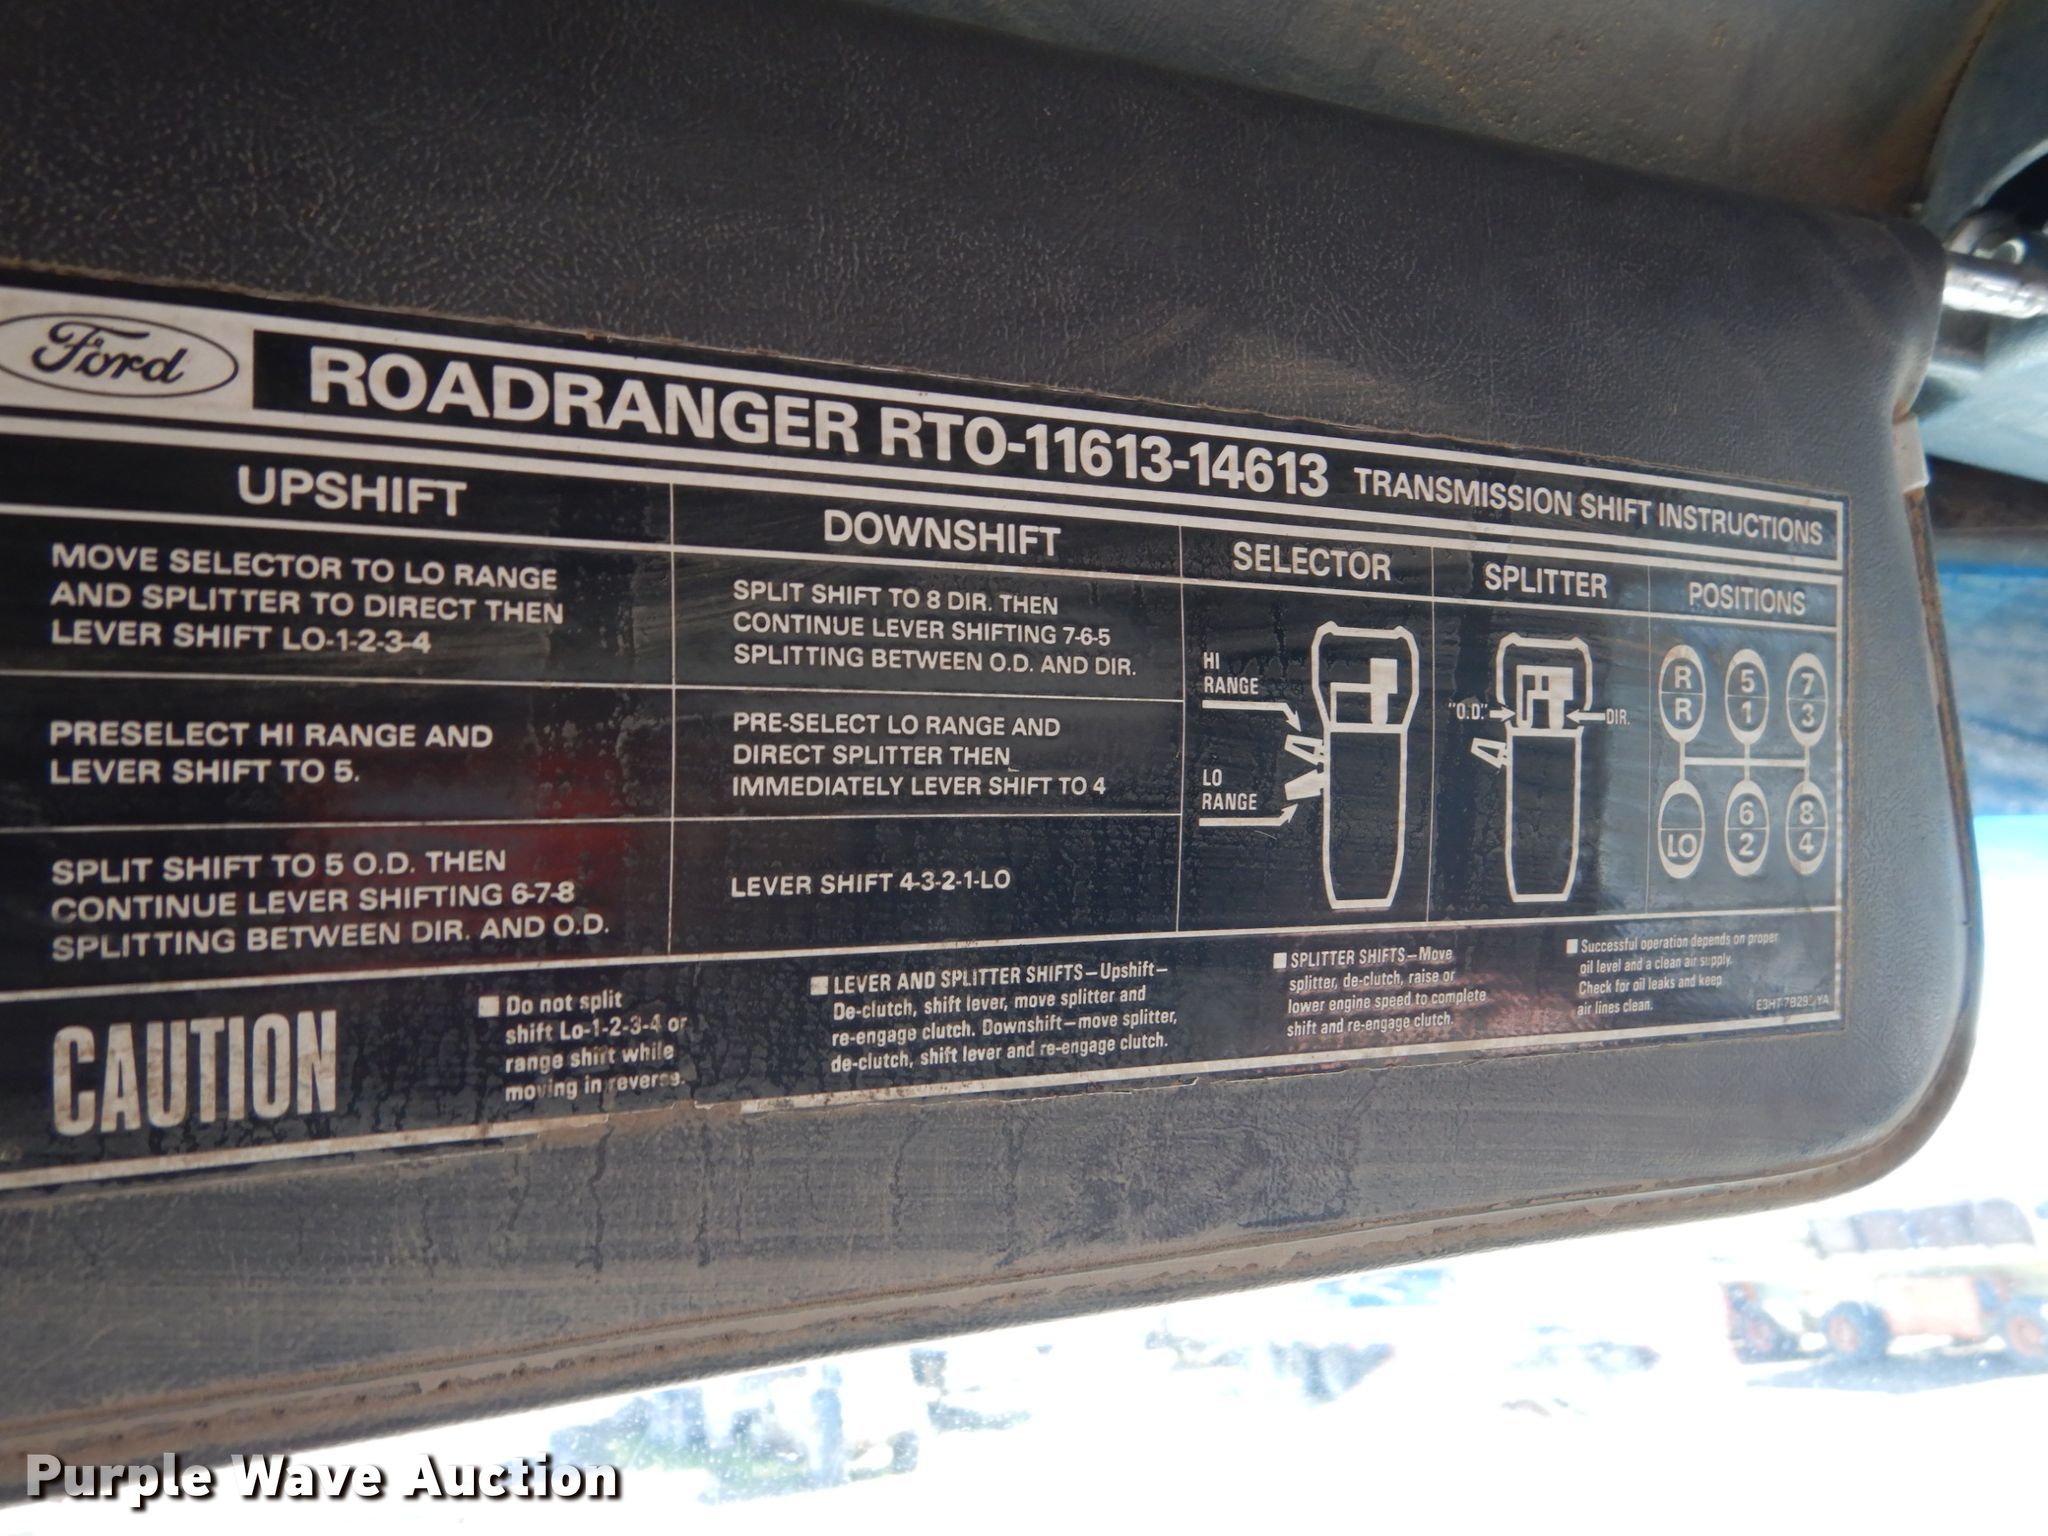 Ford
ROADRANGER RTO-11613-14613 TRANSMISSION SHIFT INSTRUCTIONS
UPSHIFT
MOVE SELECTOR TO LO RANGE
AND SPLITTER TO DIRECT THEN
LEVER SHIFT LO-1-2-3-4
PRESELECT HI RANGE AND
LEVER SHIFT TO 5.
SPLIT SHIFT TO 5 O.D. THEN
CONTINUE LEVER SHIFTING 6-7-8
SPLITTING BETWEEN DIR. AND O.D.
DOWNSHIFT
SPLIT SHIFT TO 8 DIR. THEN
CONTINUE LEVER SHIFTING 7-6-5
SPLITTING BETWEEN O.D. AND DIR.
PRE-SELECT LO RANGE AND
DIRECT SPLITTER THEN
IMMEDIATELY LEVER SHIFT TO 4
LEVER SHIFT 4-3-2-1-LO
SELECTOR
HI
RANGE
LO
RANGE
SPLITTER
"O.D." DIR.
POSITIONS
R 5 7
R 1 3
6 8
LO 2 4
CAUTION
■ Do not split
shift Lo-1-2-3-4 or
range shift while
moving in reverse.
■ LEVER AND SPLITTER SHIFTS—Upshift—
De-clutch, shift lever, move splitter and
re-engage clutch. Downshift—move splitter,
de-clutch, shift lever and re-engage clutch.
■ SPLITTER SHIFTS—Move
splitter, de-clutch, raise or
lower engine speed to complete
shift and re-engage clutch.
■ Successful operation depends on proper
oil level and a clean air supply.
Check for oil leaks and keep
air lines clean.
Purple Wave Auction